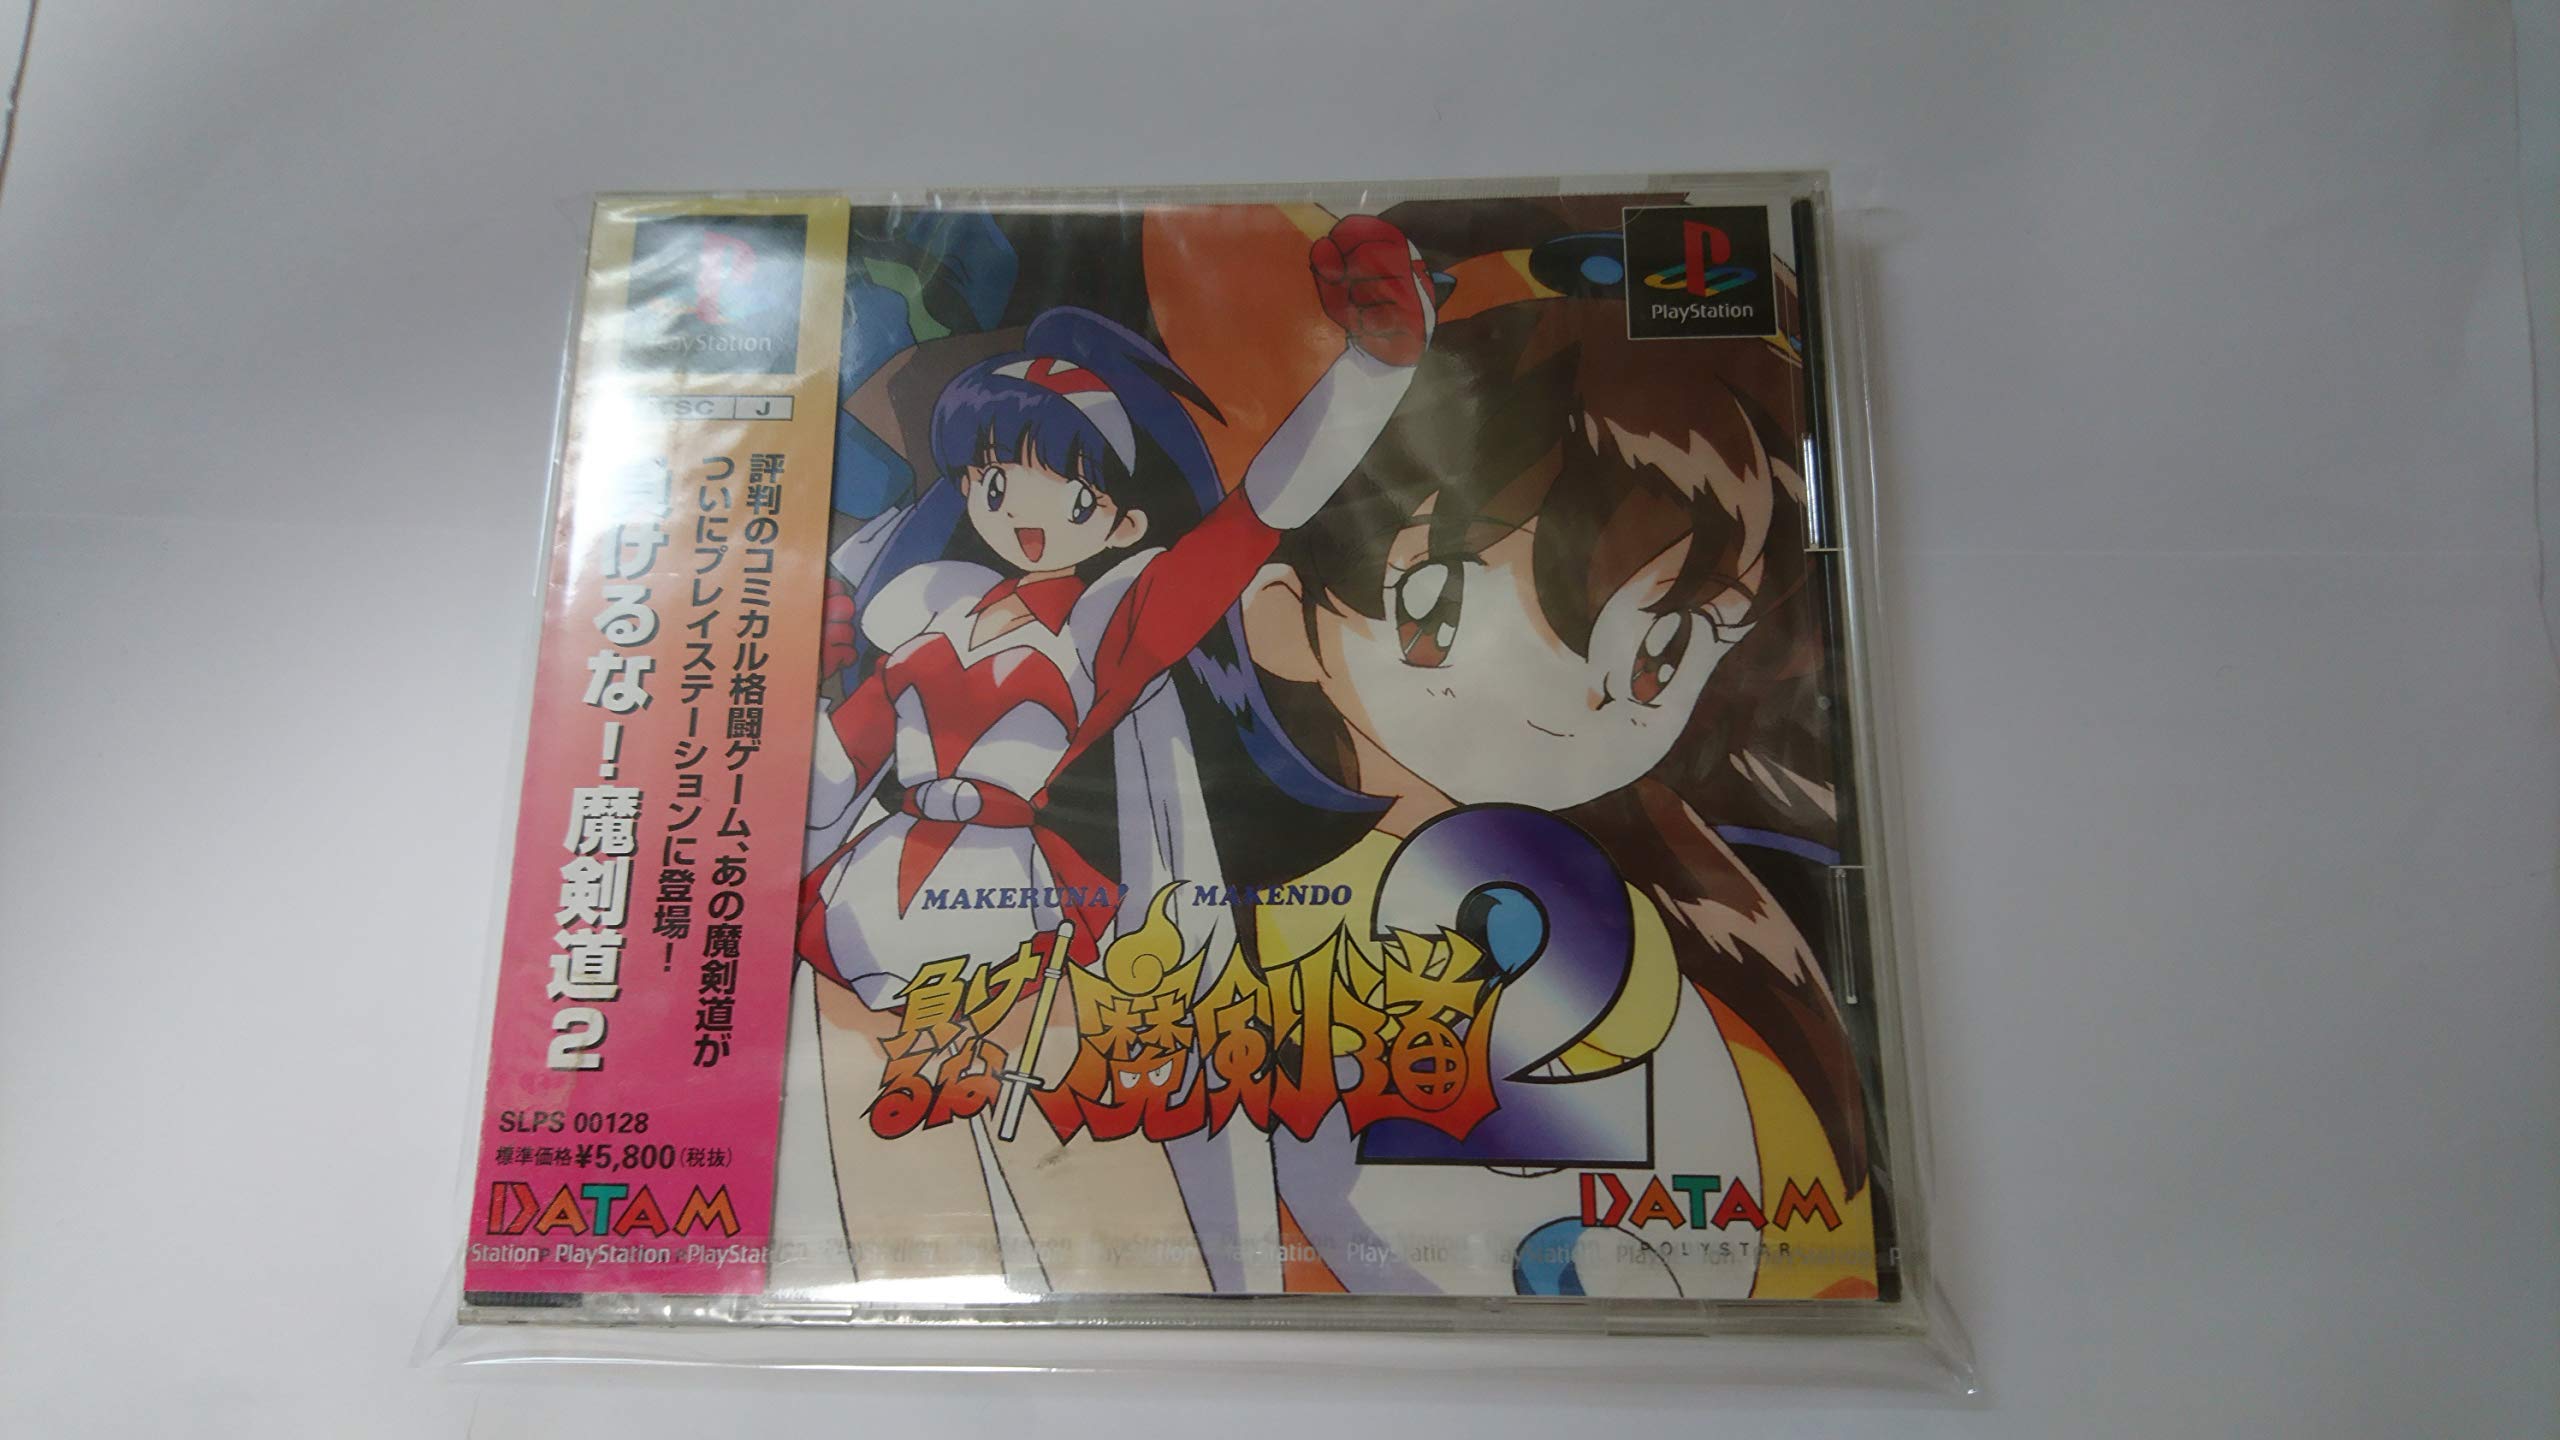 PlayStation
J
評判のコミカル格闘ゲーム、あの魔剣道が
ついにプレイステーションに登場!
負けるな!魔剣道2
SLPS 00128
標準価格¥5,800(税抜)
DATAM
Station PlayStation PlayStat
PlayStation
MAKERUNA! MAKENDO
負けるな!魔剣道2
DATAM
POLYSTAR
PlayStation